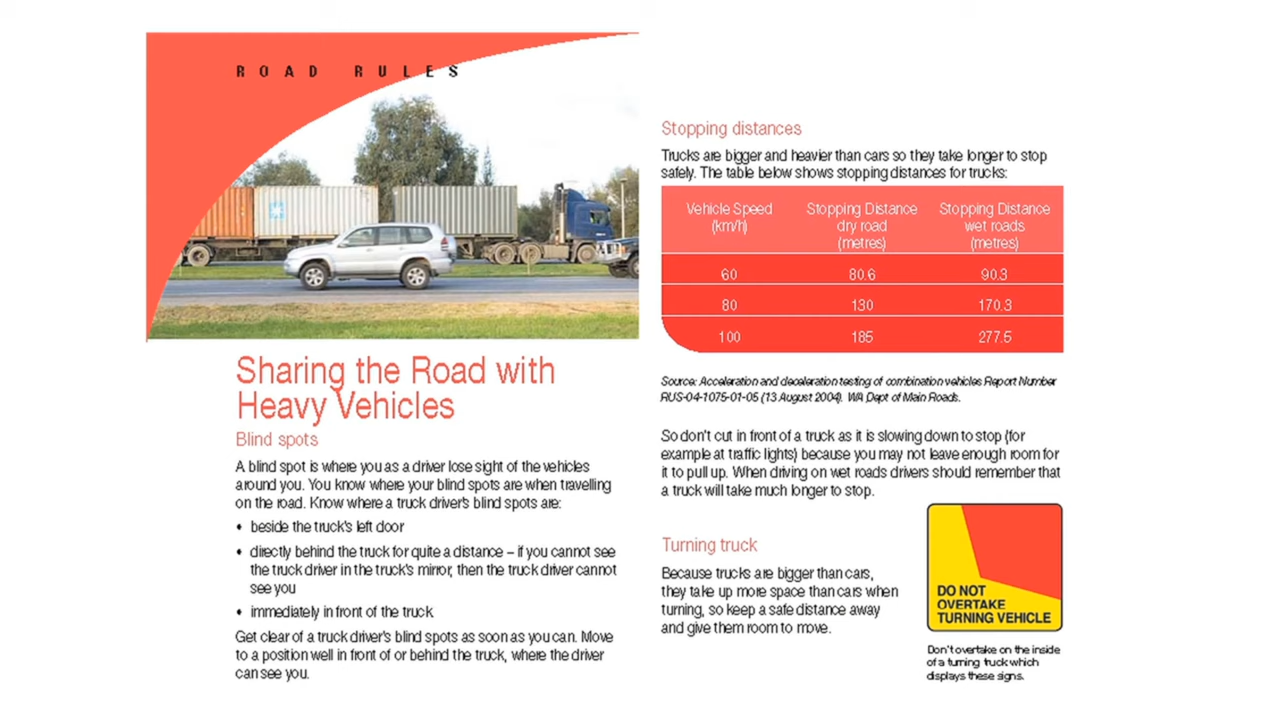 ROAD RULES
Sharing the Road with
Heavy Vehicles
Blind spots
A blind spot is where you as a driver lose sight of the vehicles
around you. You know where your blind spots are when travelling
on the road. Know where a truck driver's blind spots are:
• beside the truck's left door
• directly behind the truck for quite a distance – if you cannot see
the truck driver in the truck's mirror, then the truck driver cannot
see you
• immediately in front of the truck.
Get clear of a truck driver's blind spots as soon as you can. Move
to a position well in front of or behind the truck, where the driver
can see you.
Stopping distances
Trucks are bigger and heavier than cars so they take longer to stop
safely. The table below shows stopping distances for trucks:
Vehicle Speed Stopping Distance Stopping Distance
(km/h) dry road wet roads
(metres) (metres)
60 80.6 90.3
80 130 170.3
100 185 277.5
Source: Acceleration and deceleration testing of combination vehicles Report Number
RUS-04-1075-01-05 (13 August 2004). WA Dept of Main Roads.
So don't cut in front of a truck as it is slowing down to stop (for
example at traffic lights) because you may not leave enough room for
it to pull up. When driving on wet roads drivers should remember that
a truck will take much longer to stop.
Turning truck
Because trucks are bigger than cars,
they take up more space than cars when
turning, so keep a safe distance away
and give them room to move.
DO NOT
OVERTAKE
TURNING VEHICLE
Don't overtake on the inside
of a turning truck which
displays these signs.